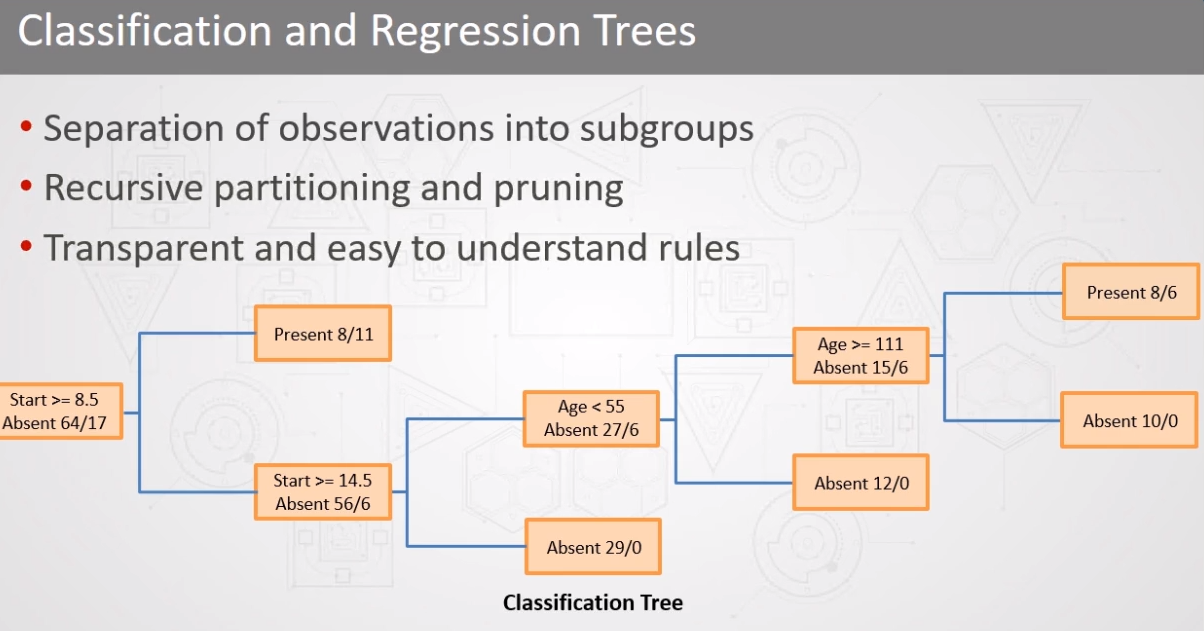 Classification and Regression Trees
• Separation of observations into subgroups
• Recursive partitioning and pruning
• Transparent and easy to understand rules
Start >= 8.5
Absent 64/17
Present 8/11
Start >= 14.5
Absent 56/6
Age < 55
Absent 27/6
Absent 29/0
Age >= 111
Absent 15/6
Absent 12/0
Present 8/6
Absent 10/0
Classification Tree